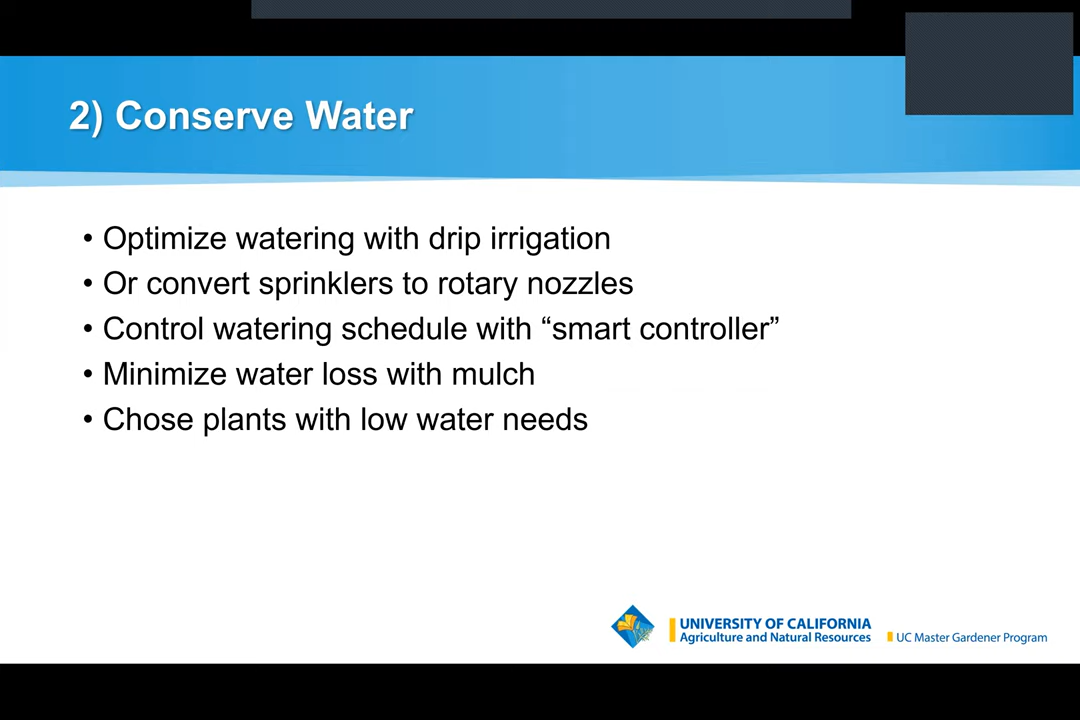 2) Conserve Water
• Optimize watering with drip irrigation
• Or convert sprinklers to rotary nozzles
• Control watering schedule with “smart controller”
• Minimize water loss with mulch
• Chose plants with low water needs
UNIVERSITY OF CALIFORNIA
Agriculture and Natural Resources
UC Master Gardener Program